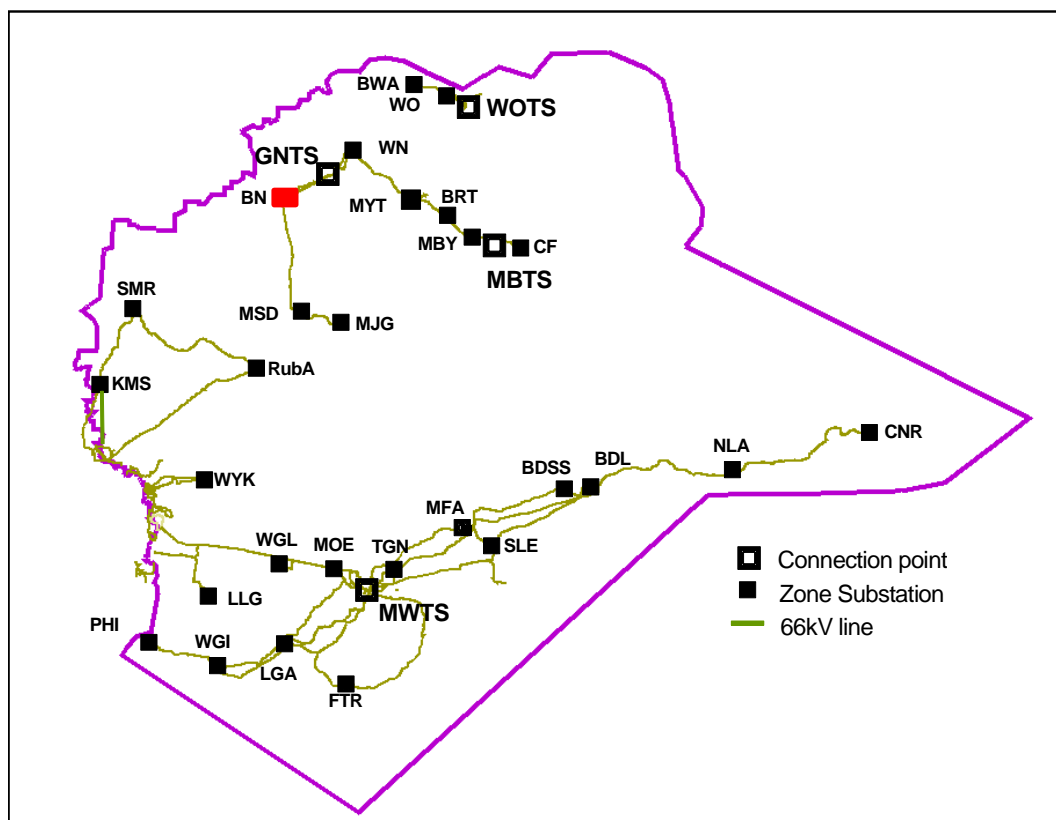 BWA
WO
WOTS
WN
GNTS
BN
MYT
BRT
MBY
CF
MBTS
SMR
MSD
MJG
RubA
KMS
CNR
NLA
BDSS
BDL
WYK
MFA
WGL
MOE
TGN
SLE
Connection point
LLG
MWTS
Zone Substation
PHI
WGI
66kV line
LGA
FTR